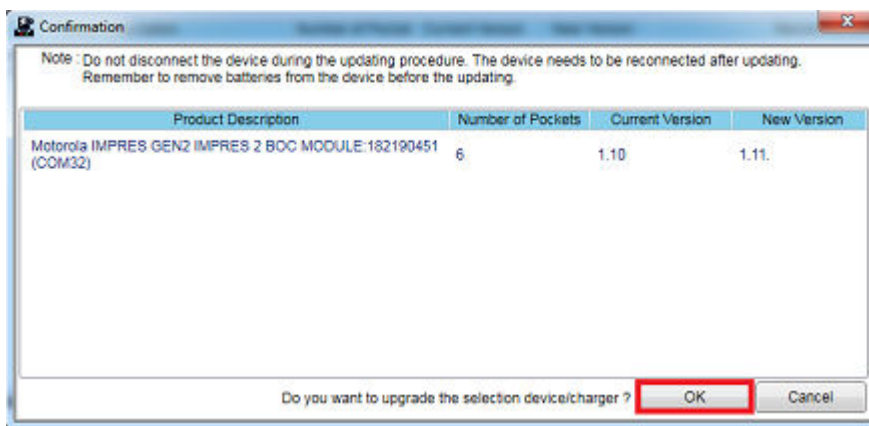 Confirmation
Note : Do not disconnect the device during the updating procedure. The device needs to be reconnected after updating.
Remember to remove batteries from the device before the updating.
Product Description Number of Pockets Current Version New Version
Motorola IMPRES GEN2 IMPRES 2 BOC MODULE:182190451 6 1.10 1.11.
(COM32)
Do you want to upgrade the selection device/charger ? OK Cancel